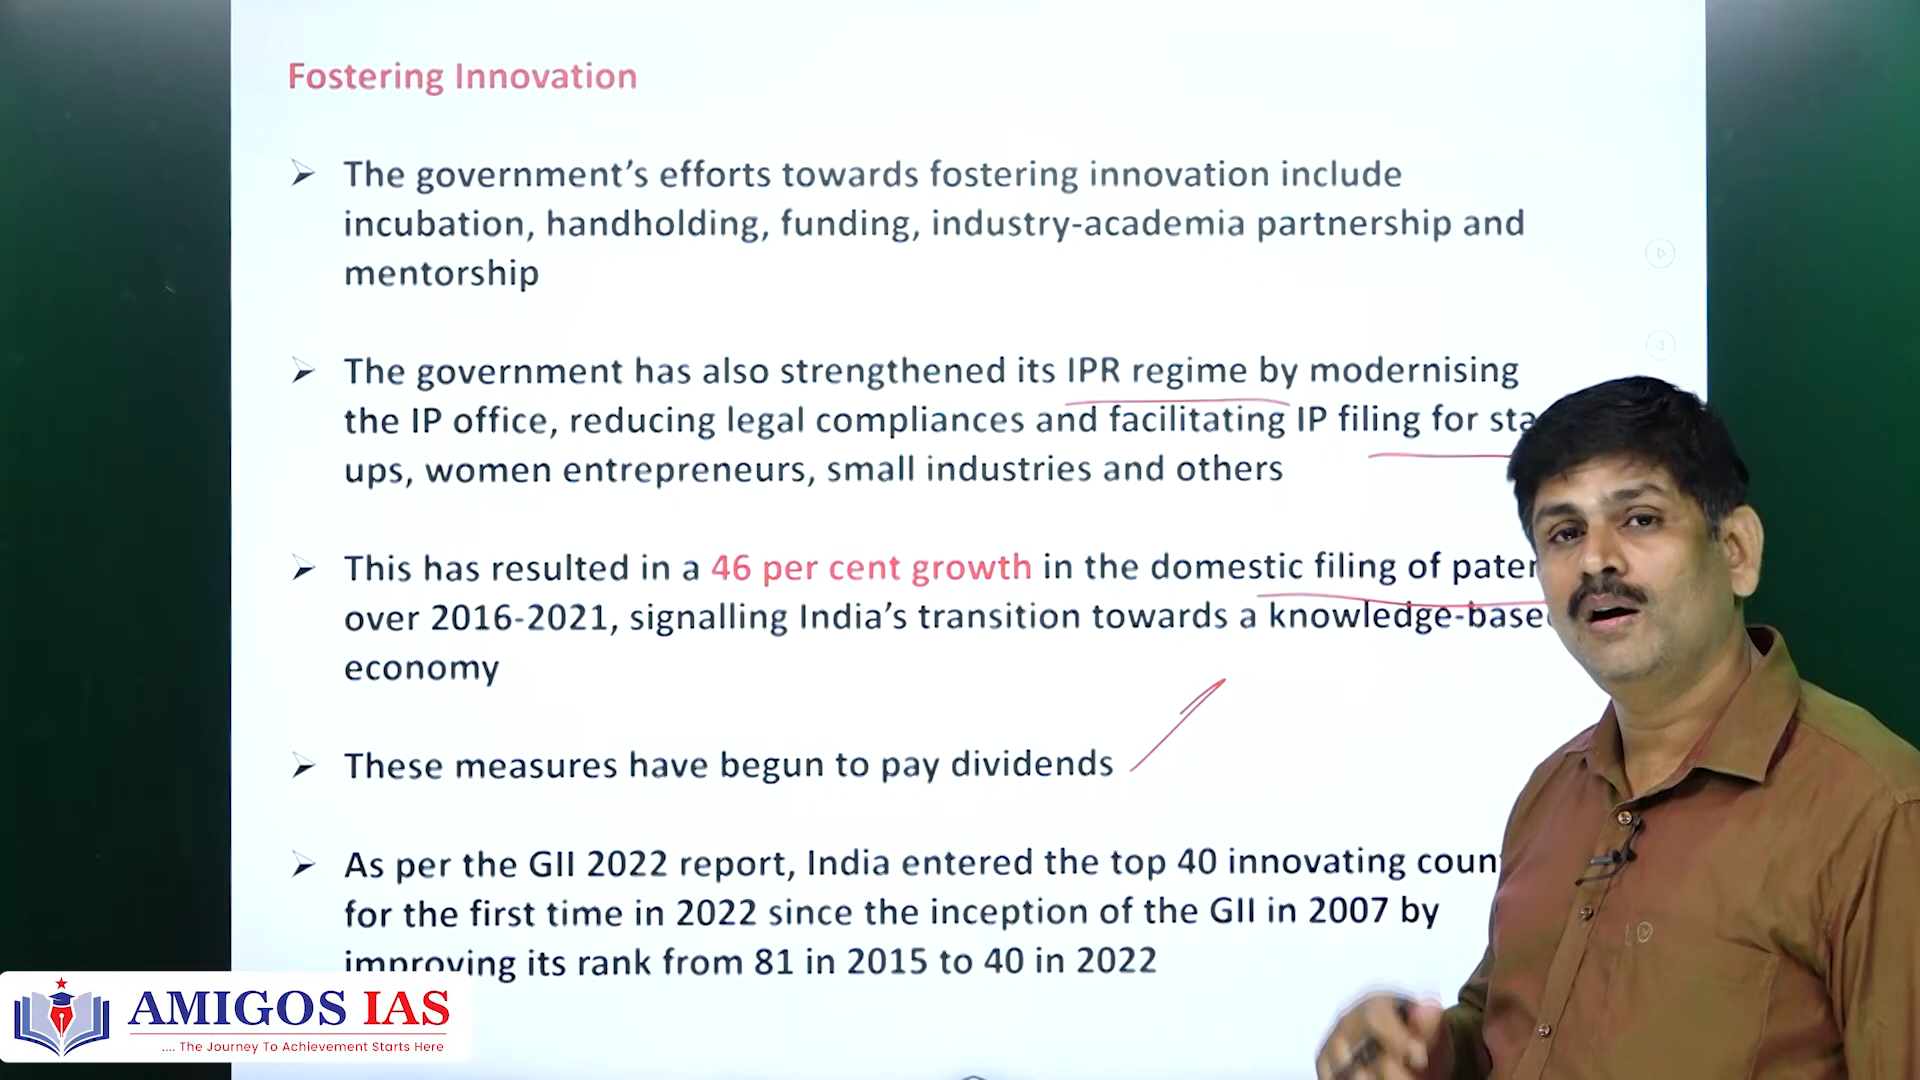 Fostering Innovation
➢ The government’s efforts towards fostering innovation include
incubation, handholding, funding, industry-academia partnership and
mentorship
➢ The government has also strengthened its IPR regime by modernising
the IP office, reducing legal compliances and facilitating IP filing for
ups, women entrepreneurs, small industries and others
➢ This has resulted in a 46 per cent growth in the domestic filing of
over 2016-2021, signalling India’s transition towards a
economy
➢ These measures have begun to pay dividends
➢ As per the GII 2022 report, India entered the top 40 innovating
for the first time in 2022 since the inception of the GII in 2007 by
improving its rank from 81 in 2015 to 40 in 2022
AMIGOS IAS
.... The Journey To Achievement Starts Here